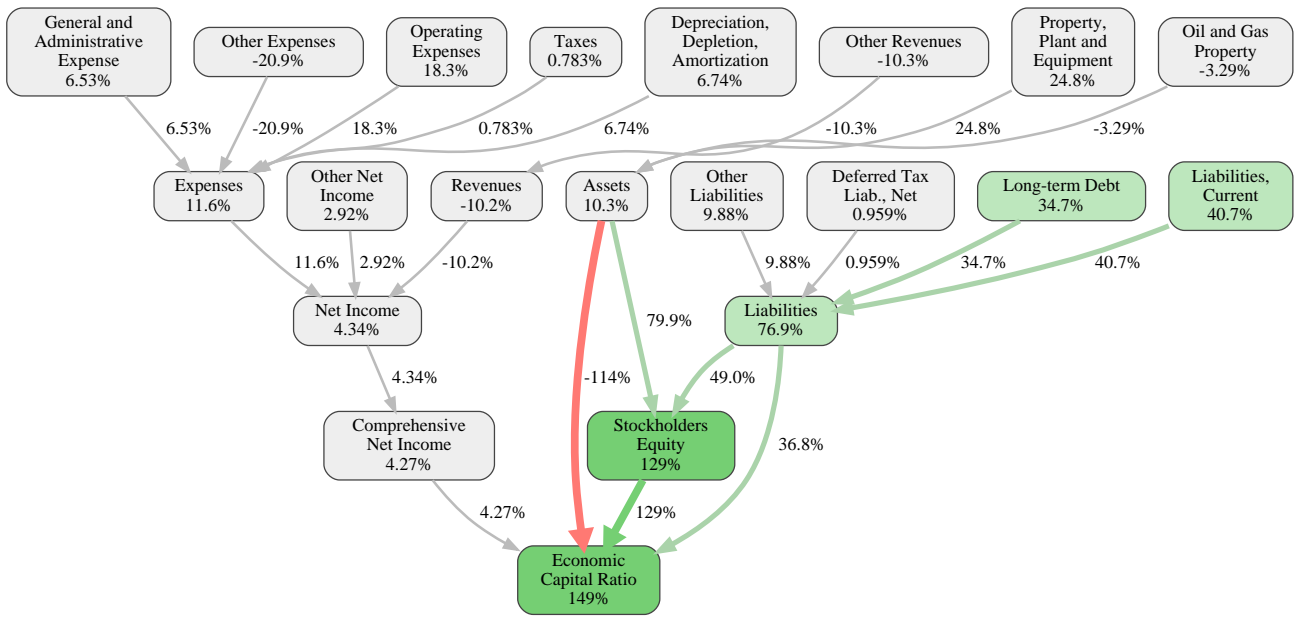 General and
Administrative
Expense
6.53%
Other Expenses
-20.9%
Operating
Expenses
18.3%
Taxes
0.783%
Depreciation,
Depletion,
Amortization
6.74%
Other Revenues
-10.3%
Property,
Plant and
Equipment
24.8%
Oil and Gas
Property
-3.29%
6.53%
-20.9%
18.3%
0.783%
6.74%
-10.3%
24.8%
-3.29%
Expenses
11.6%
Other Net
Income
2.92%
Revenues
-10.2%
Assets
10.3%
Other
Liabilities
9.88%
Deferred Tax
Liab., Net
0.959%
Long-term Debt
34.7%
Liabilities,
Current
40.7%
11.6%
2.92%
-10.2%
9.88%
0.959%
34.7%
40.7%
Net Income
4.34%
79.9%
Liabilities
76.9%
4.34%
-114%
49.0%
Comprehensive
Net Income
4.27%
Stockholders
Equity
129%
36.8%
4.27%
129%
Economic
Capital Ratio
149%